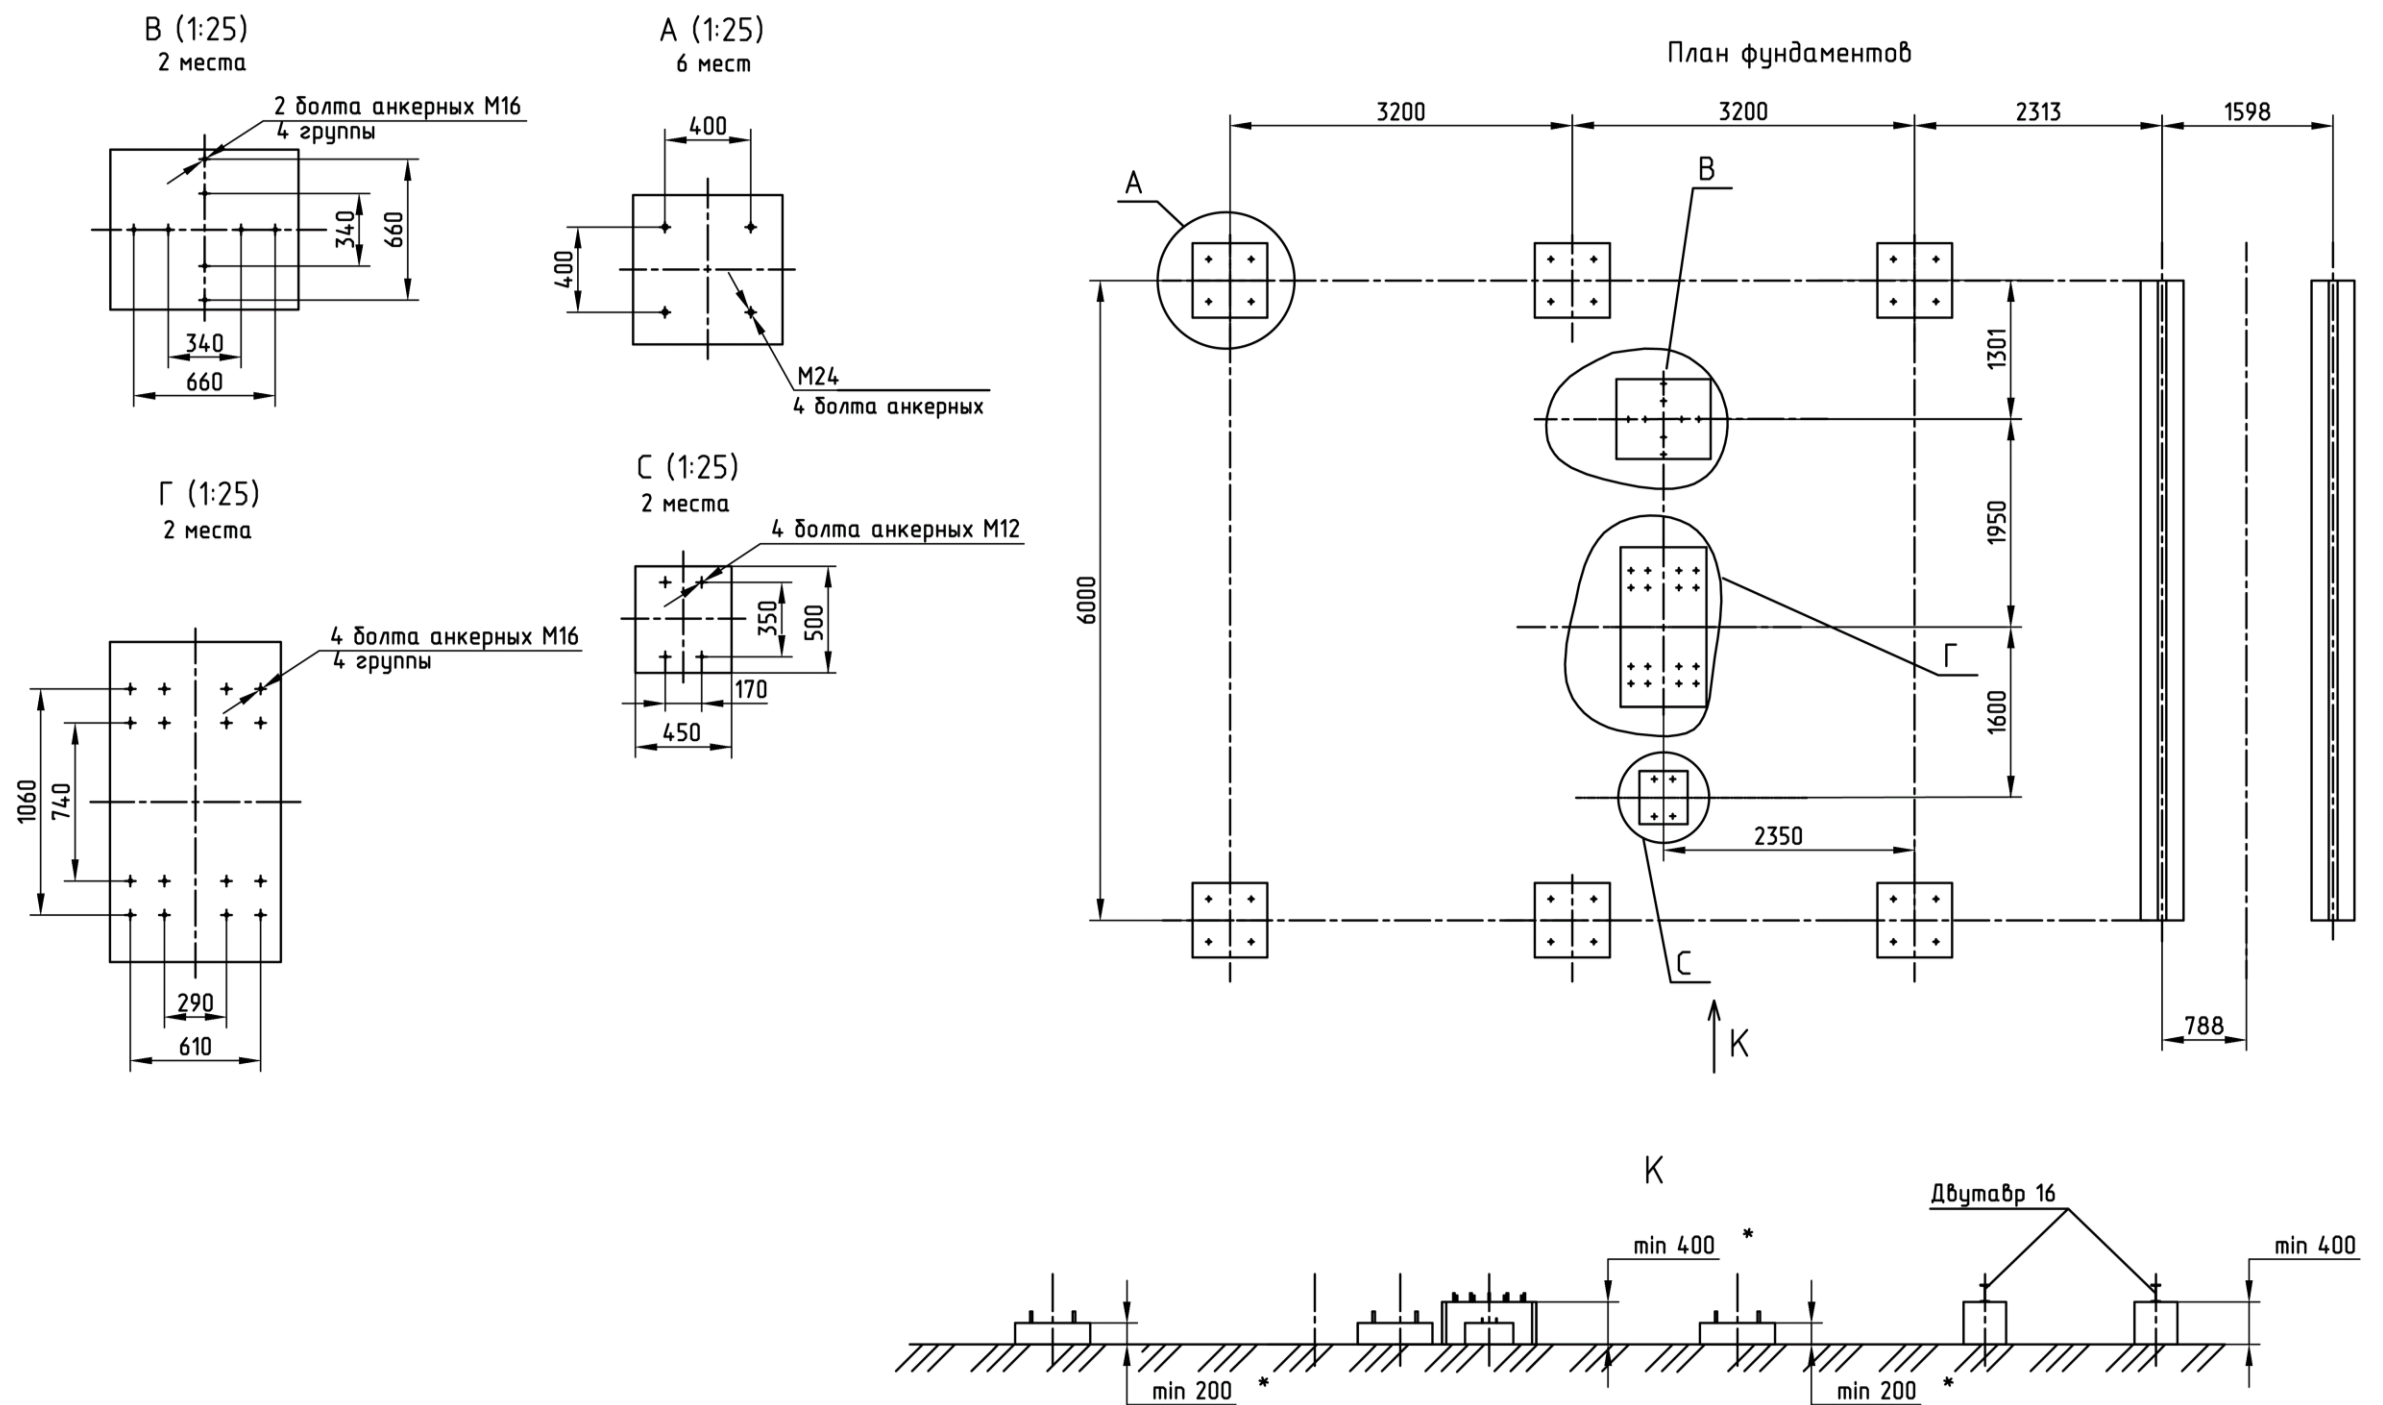 В (1:25)
2 места
2 болта анкерных М16
4 группы
340
660
340
660
А (1:25)
6 мест
400
400
М24
4 болта анкерных
Г (1:25)
2 места
4 болта анкерных М16
4 группы
1060
740
290
610
С (1:25)
2 места
4 болта анкерных М12
350
500
170
450
План фундаментов
3200
3200
2313
1598
А
В
1301
1950
6000
Г
1600
2350
С
К
788
К
Двутавр 16
min 400 *
min 400
min 200 *
min 200 *